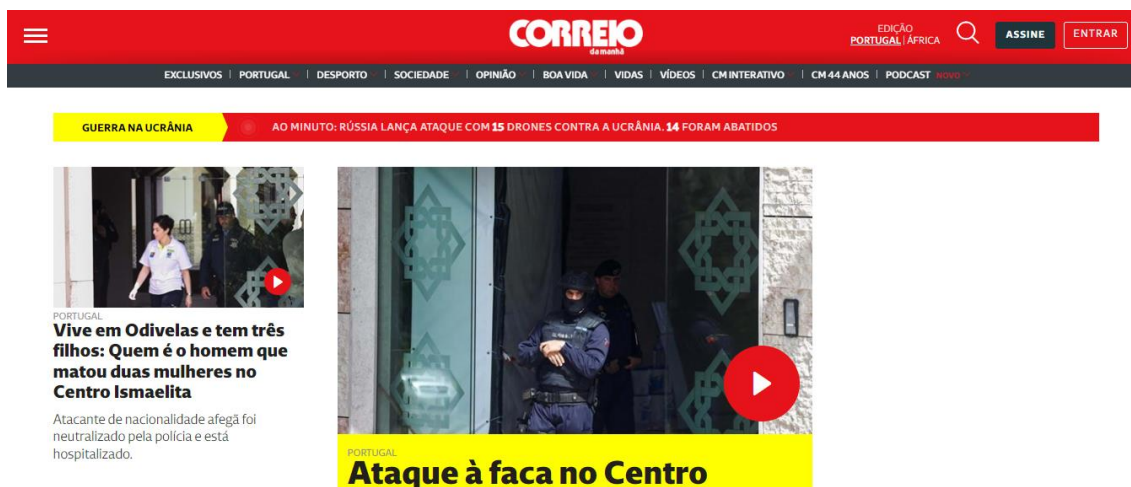 CORREIO
da manhã
EDIÇÃO
PORTUGAL | ÁFRICA
ASSINE
ENTRAR
EXCLUSIVOS | PORTUGAL | DESPORTO | SOCIEDADE | OPINIÃO | BOA VIDA | VIDAS | VÍDEOS | CM INTERATIVO | CM 44 ANOS | PODCAST NOVO
GUERRA NA UCRÂNIA
AO MINUTO: RÚSSIA LANÇA ATAQUE COM 15 DRONES CONTRA A UCRÂNIA. 14 FORAM ABATIDOS
PORTUGAL
Vive em Odivelas e tem três
filhos: Quem é o homem que
matou duas mulheres no
Centro Ismaelita
Atacante de nacionalidade afegã foi
neutralizado pela polícia e está
hospitalizado.
PORTUGAL
Ataque à faca no Centro